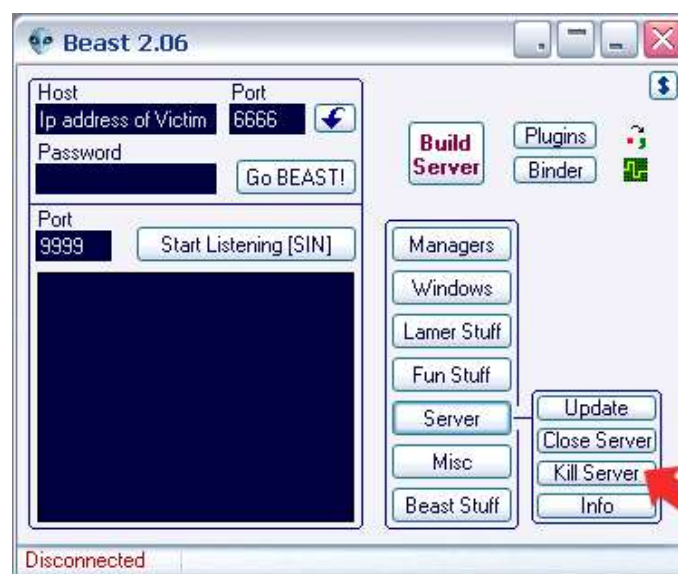 Beast 2.06
Host Port
Ip address of Victim 6666
Password
Go BEAST!
Port
9999 Start Listening [SIN]
Build
Server
Plugins
Binder
$
Managers
Windows
Lamer Stuff
Fun Stuff
Server
Misc
Beast Stuff
Update
Close Server
Kill Server
Info
Disconnected